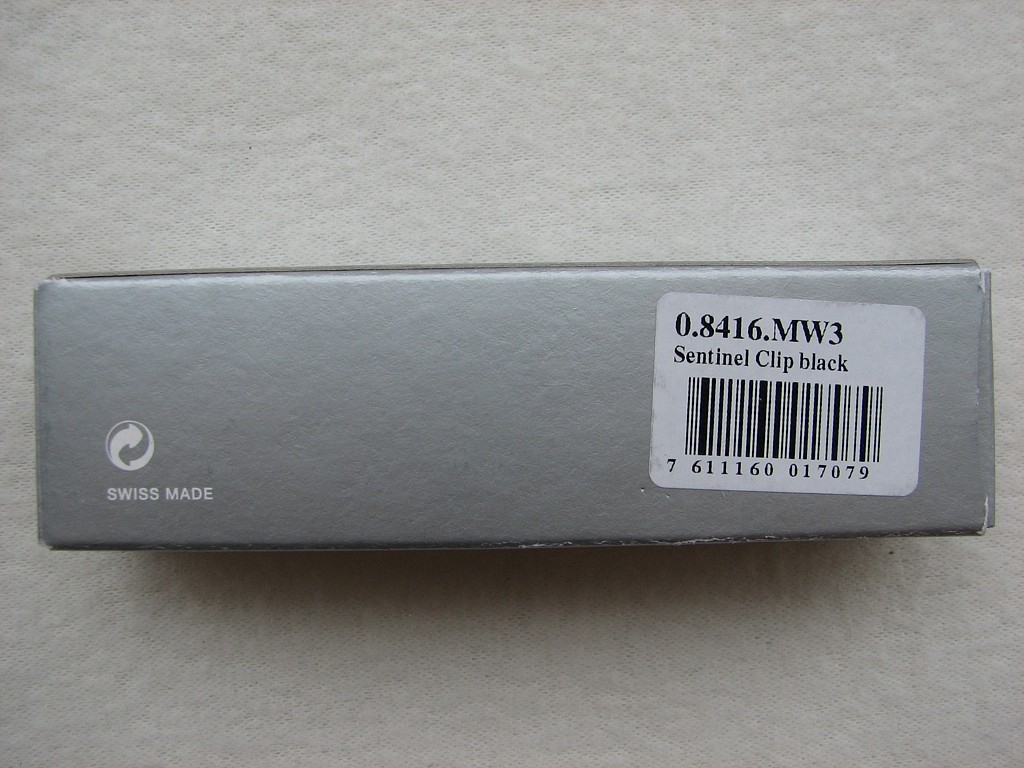 0.8416.MW3
Sentinel Clip black
7 611160 017079
SWISS MADE